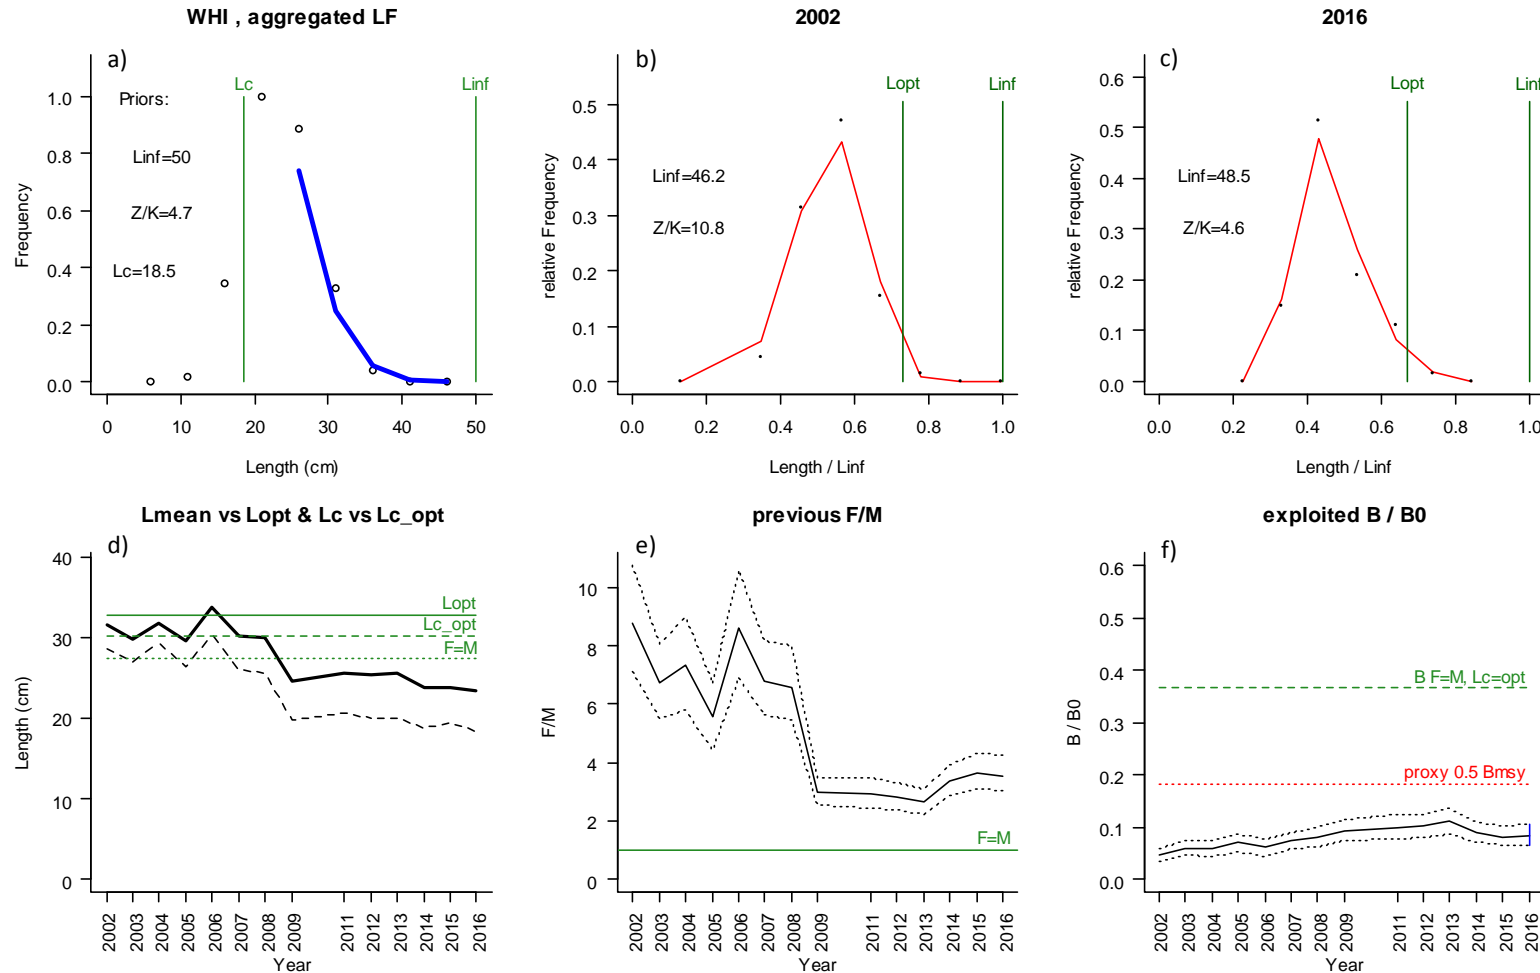 WHI , aggregated LF
a)
Lc
Linf
Priors:
Linf=50
Z/K=4.7
Lc=18.5
Frequency
1.0
0.8
0.6
0.4
0.2
0.0
0 10 20 30 40 50
Length (cm)
2002
b)
Lopt
Linf
Linf=46.2
Z/K=10.8
relative Frequency
0.5
0.4
0.3
0.2
0.1
0.0
0.0 0.2 0.4 0.6 0.8 1.0
Length / Linf
2016
c)
Lopt
Linf
Linf=48.5
Z/K=4.6
relative Frequency
0.6
0.5
0.4
0.3
0.2
0.1
0.0
0.0 0.2 0.4 0.6 0.8 1.0
Length / Linf
Lmean vs Lopt & Lc vs Lc_opt
d)
Lopt
Lc_opt
F=M
Length (cm)
40
30
20
10
0
2002 2003 2004 2005 2006 2007 2008 2009 2011 2012 2013 2014 2015 2016
Year
previous F/M
e)
F=M
F/M
10
8
6
4
2
0
2002 2003 2004 2005 2006 2007 2008 2009 2011 2012 2013 2014 2015 2016
Year
exploited B / B0
f)
B F=M, Lc=opt
proxy 0.5 Bmsy
B / B0
0.6
0.5
0.4
0.3
0.2
0.1
0.0
2002 2003 2004 2005 2006 2007 2008 2009 2011 2012 2013 2014 2015 2016
Year